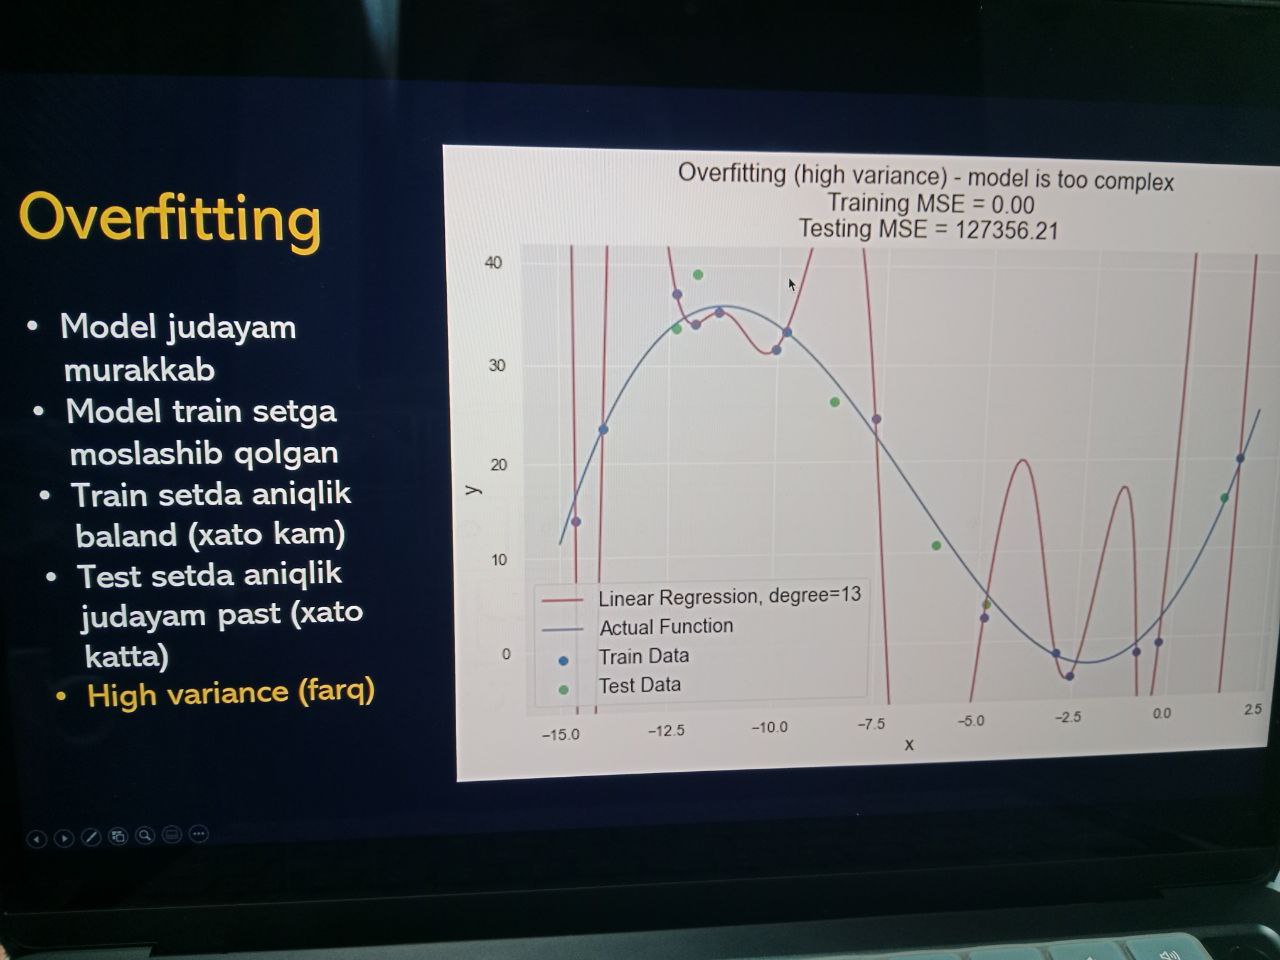 Overfitting
• Model judayam
murakkab
• Model train setga
moslashib qolgan
• Train setda aniqlik
baland (xato kam)
• Test setda aniqlik
judayam past (xato
katta)
• High variance (farq)
Overfitting (high variance) - model is too complex
Training MSE = 0.00
Testing MSE = 127356.21
40
30
20
10
0
y
Linear Regression, degree=13
Actual Function
Train Data
Test Data
−15.0 −12.5 −10.0 −7.5 −5.0 −2.5 0.0 2.5
x